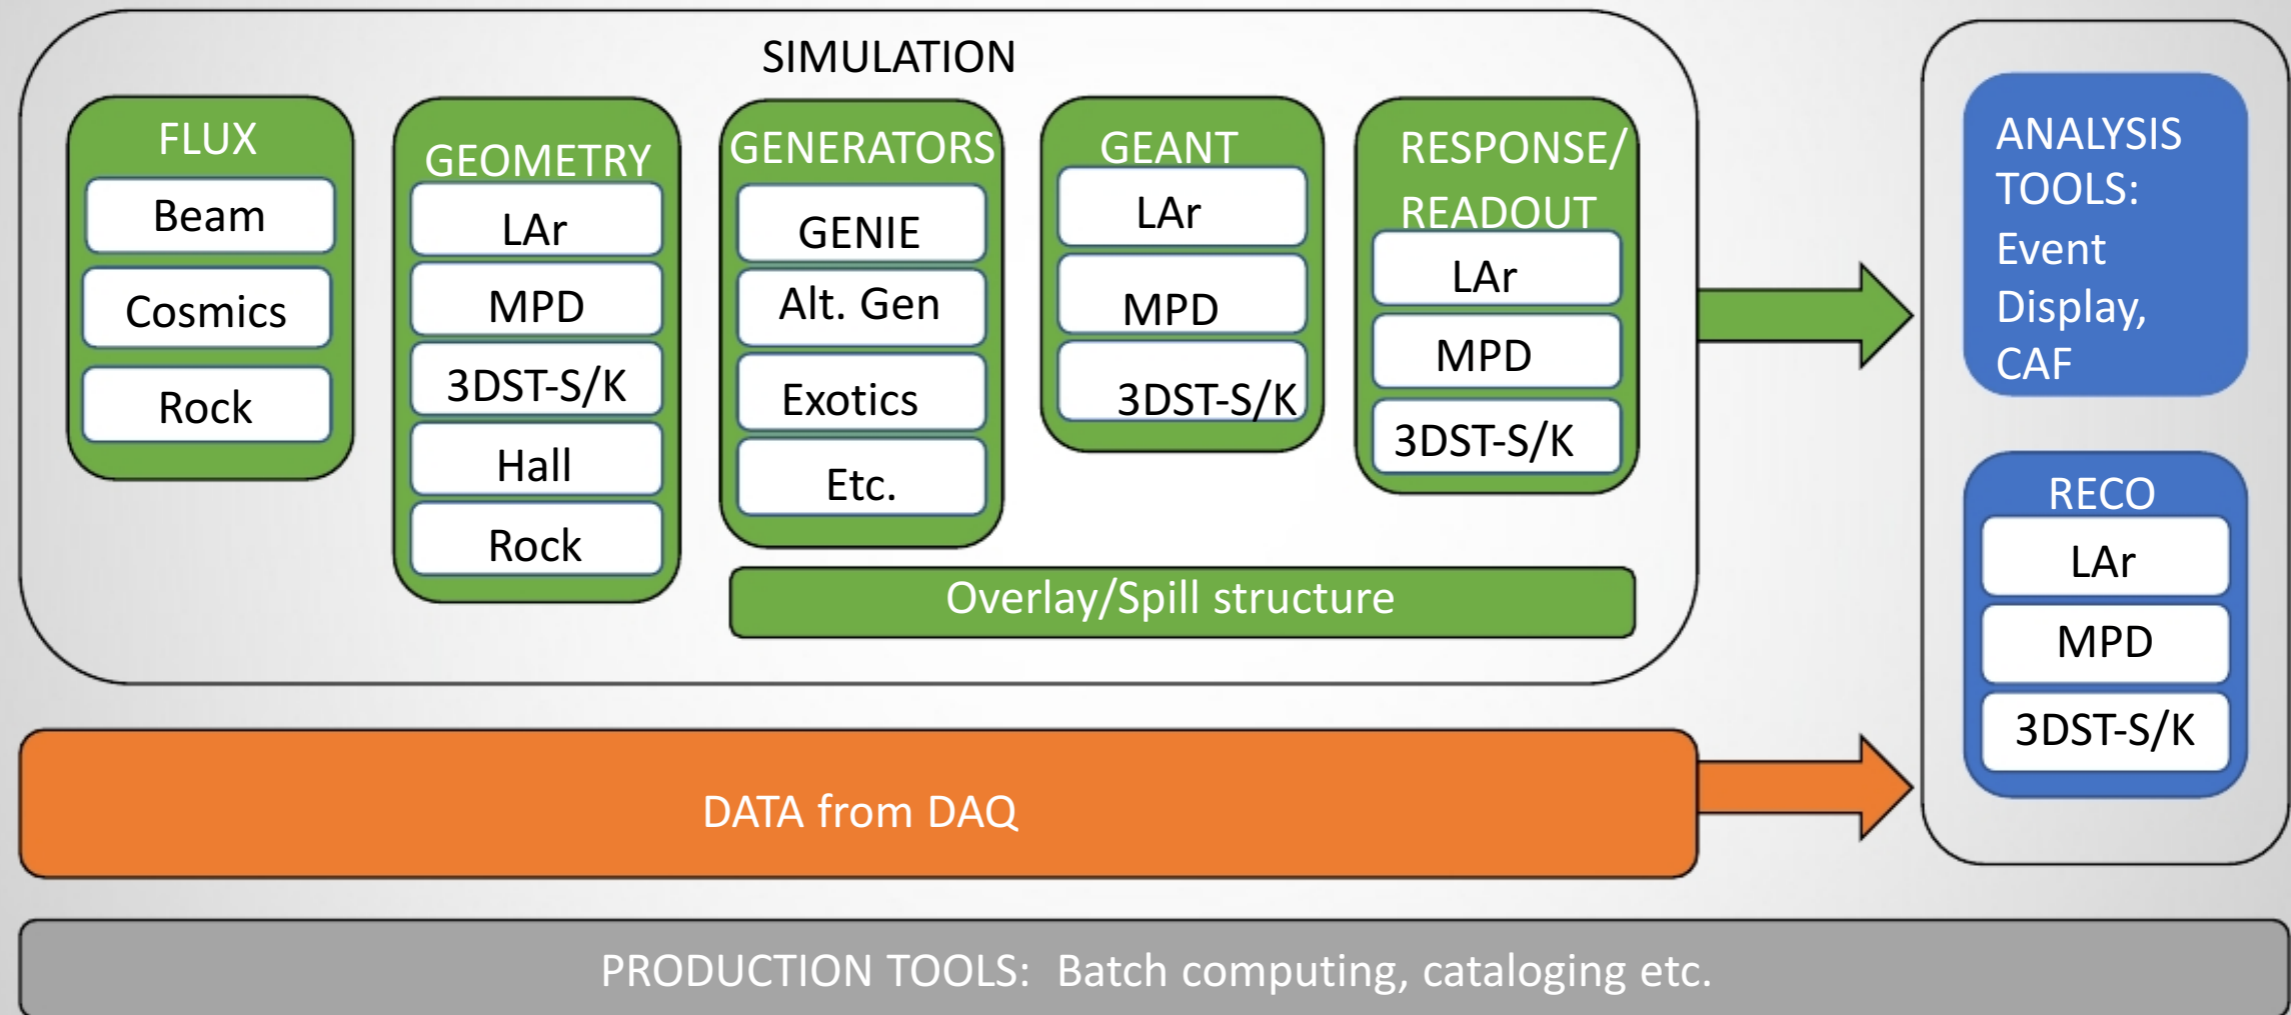 SIMULATION
FLUX
Beam
Cosmics
Rock
GEOMETRY
LAr
MPD
3DST-S/K
Hall
Rock
GENERATORS
GENIE
Alt. Gen
Exotics
Etc.
GEANT
LAr
MPD
3DST-S/K
RESPONSE/
READOUT
LAr
MPD
3DST-S/K
Overlay/Spill structure
ANALYSIS
TOOLS:
Event
Display,
CAF
RECO
LAr
MPD
3DST-S/K
DATA from DAQ
PRODUCTION TOOLS: Batch computing, cataloging etc.